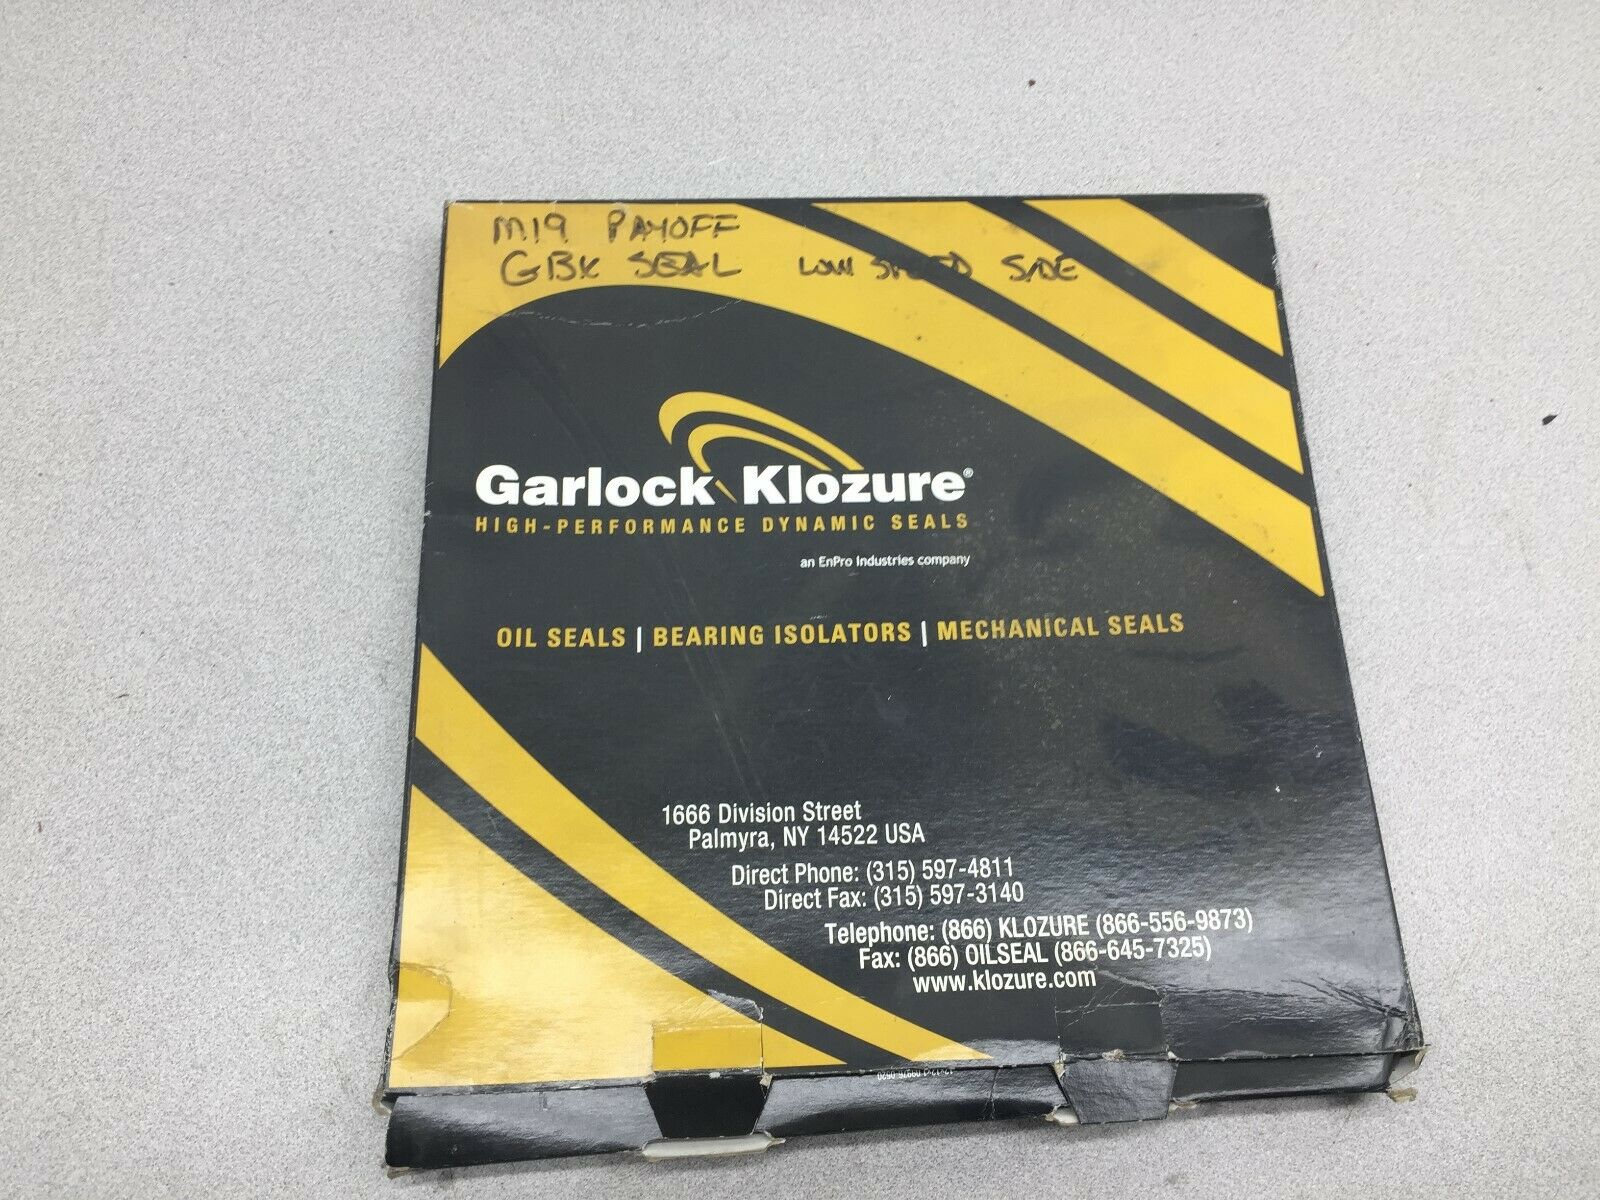 M19 PAYOFF
GBX SEAL LOW SPEED SIDE
Garlock Klozure®
HIGH-PERFORMANCE DYNAMIC SEALS
an EnPro Industries company
OIL SEALS | BEARING ISOLATORS | MECHANICAL SEALS
1666 Division Street
Palmyra, NY 14522 USA
Direct Phone: (315) 597-4811
Direct Fax: (315) 597-3140
Telephone: (866) KLOZURE (866-556-9873)
Fax: (866) OILSEAL (866-645-7325)
www.klozure.com